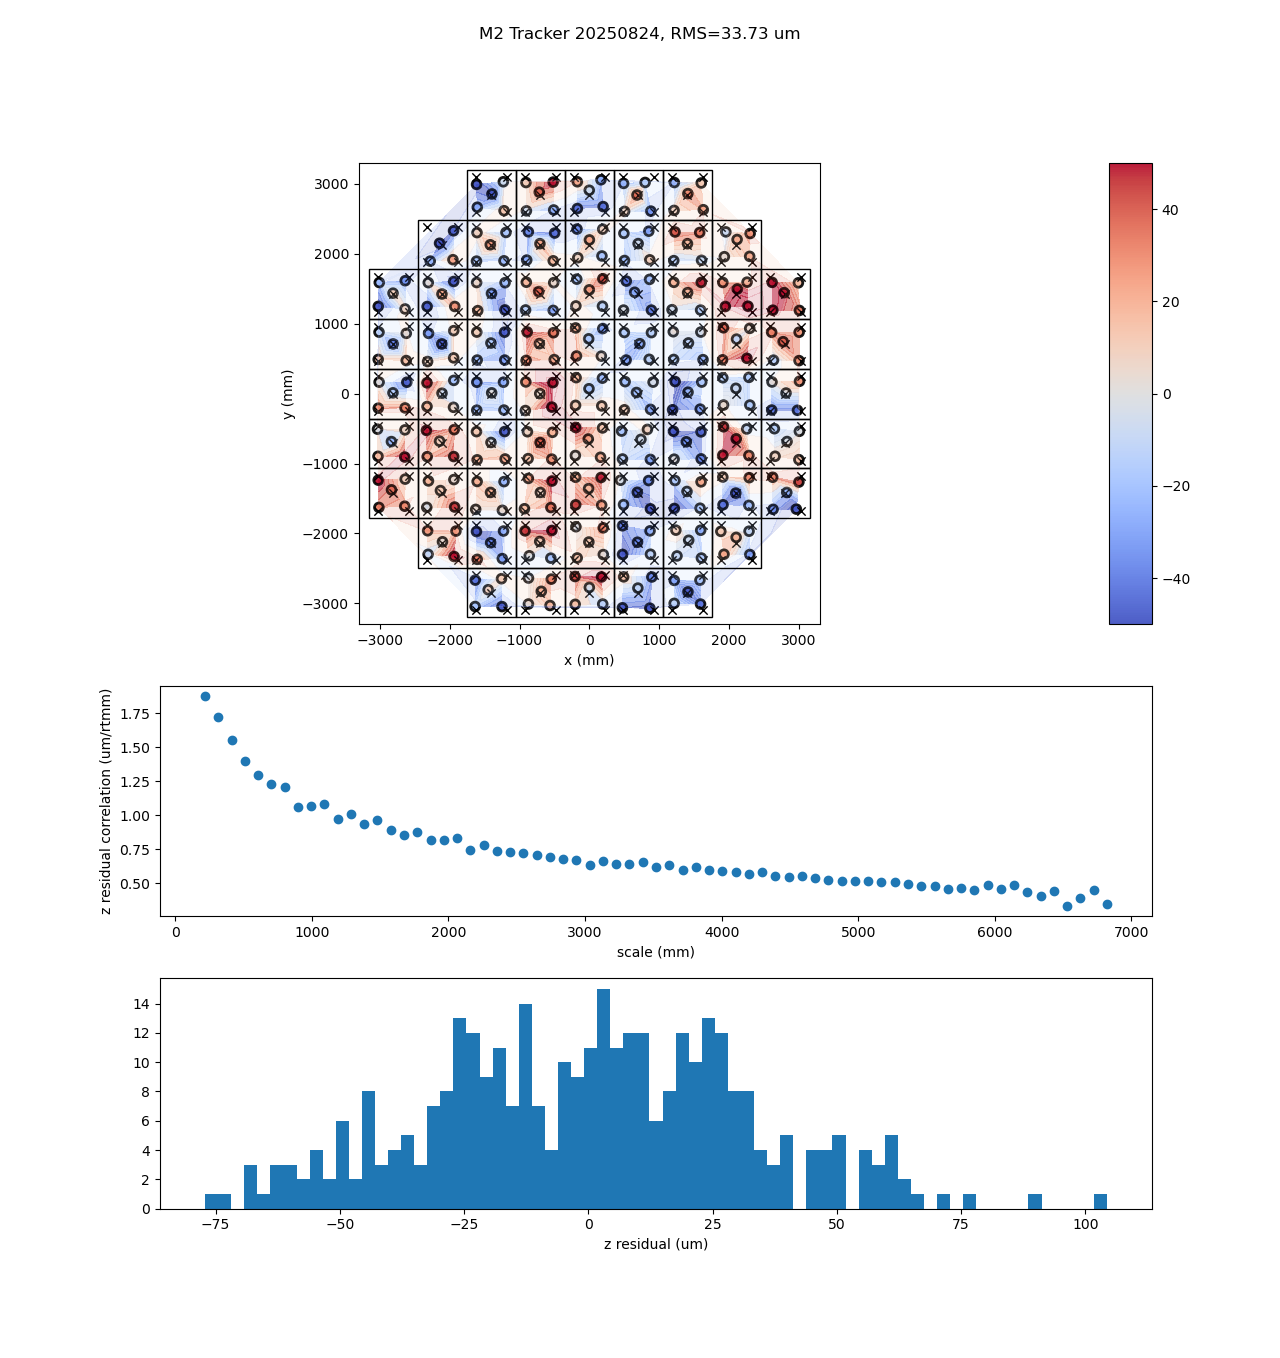 M2 Tracker 20250824, RMS=33.73 um
3000
2000
1000
0
−1000
−2000
−3000
y (mm)
−3000 −2000 −1000 0 1000 2000 3000
x (mm)
40
20
0
−20
−40
1.75
1.50
1.25
1.00
0.75
0.50
z residual correlation (um/rtmm)
0 1000 2000 3000 4000 5000 6000 7000
scale (mm)
14
12
10
8
6
4
2
0
−75 −50 −25 0 25 50 75 100
z residual (um)